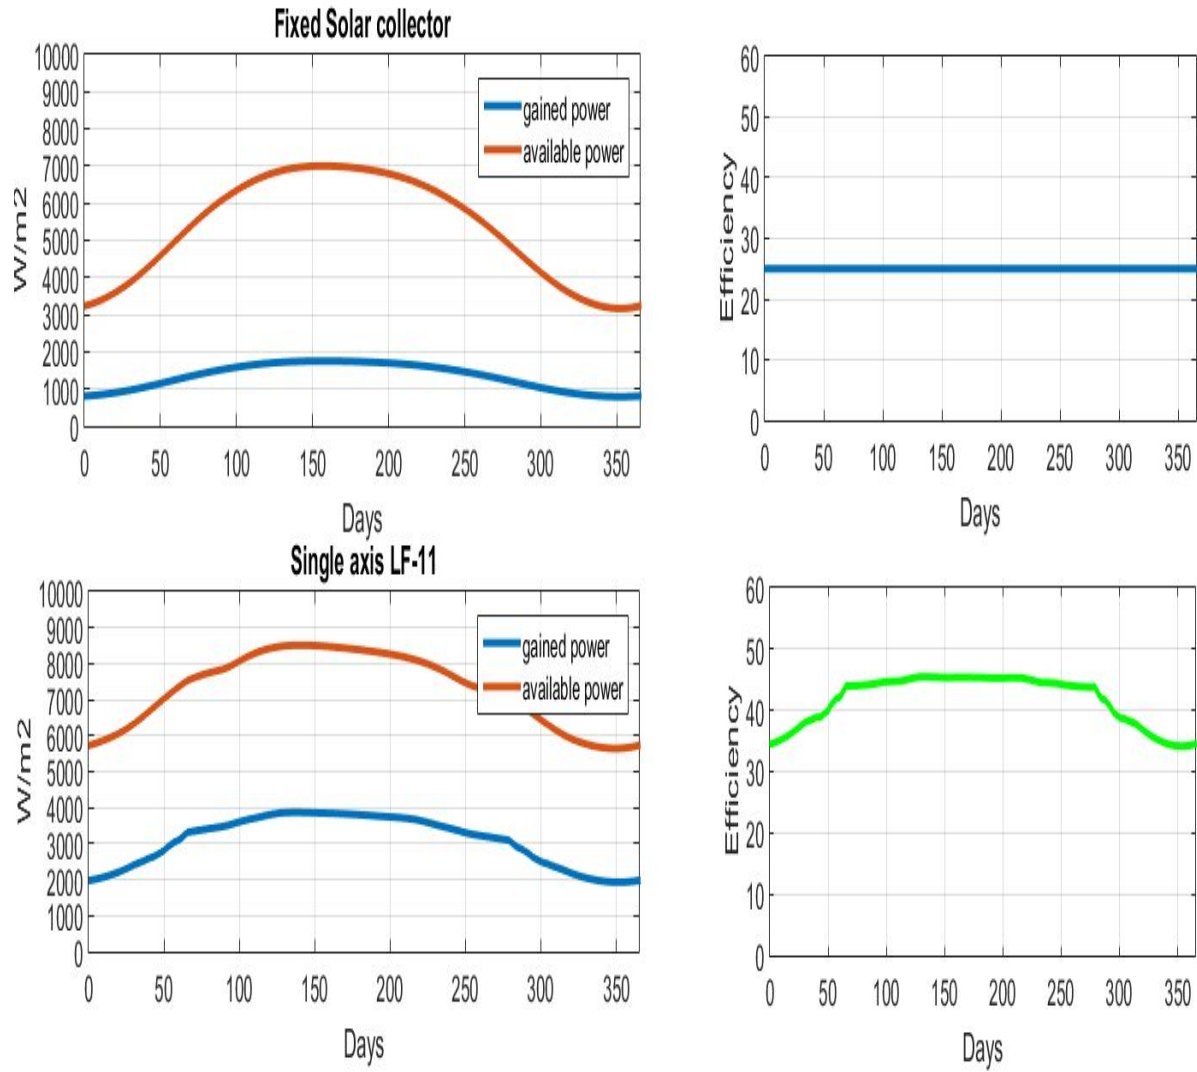 Fixed Solar collector
10000
9000
8000
7000
6000
5000
4000
3000
2000
1000
0
W/m2
gained power
available power
0 50 100 150 200 250 300 350
Days
60
50
40
30
20
10
0
Efficiency
0 50 100 150 200 250 300 350
Days
Single axis LF-11
10000
9000
8000
7000
6000
5000
4000
3000
2000
1000
0
W/m2
gained power
available power
0 50 100 150 200 250 300 350
Days
60
50
40
30
20
10
0
Efficiency
0 50 100 150 200 250 300 350
Days